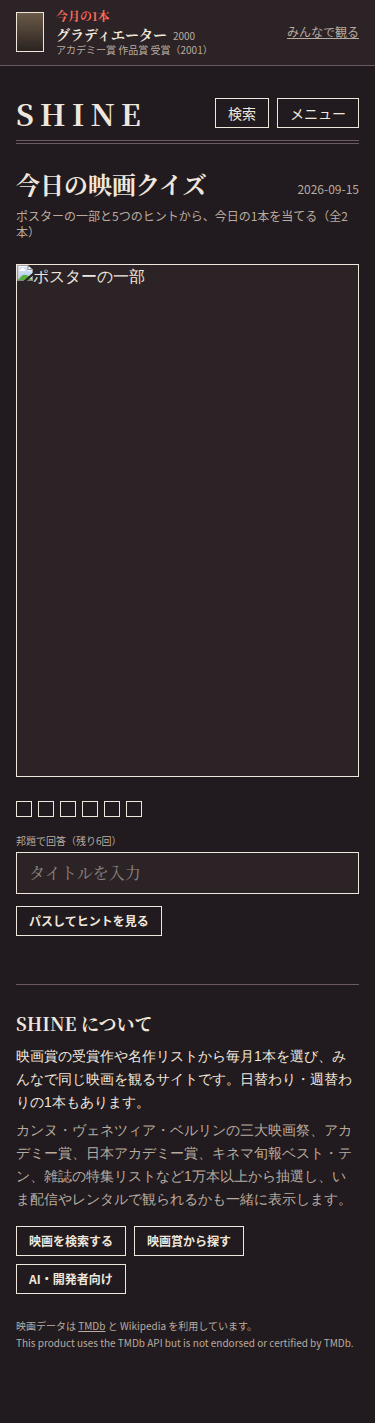 今月の1本
グラディエーター 2000
アカデミー賞 作品賞 受賞（2001）
みんなで観る
SHINE
検索
メニュー
今日の映画クイズ
2026-09-15
ポスターの一部と5つのヒントから、今日の1本を当てる（全2
本）
ポスターの一部
邦題で回答（残り6回）
タイトルを入力
パスしてヒントを見る
SHINE について
映画賞の受賞作や名作リストから毎月1本を選び、み
んなで同じ映画を観るサイトです。日替わり・週替わ
りの1本もあります。
カンヌ・ヴェネツィア・ベルリンの三大映画祭、アカ
デミー賞、日本アカデミー賞、キネマ旬報ベスト・テ
ン、雑誌の特集リストなど1万本以上から抽選し、い
ま配信やレンタルで観られるかも一緒に表示します。
映画を検索する
映画賞から探す
AI・開発者向け
映画データは TMDb と Wikipedia を利用しています。
This product uses the TMDb API but is not endorsed or certified by TMDb.